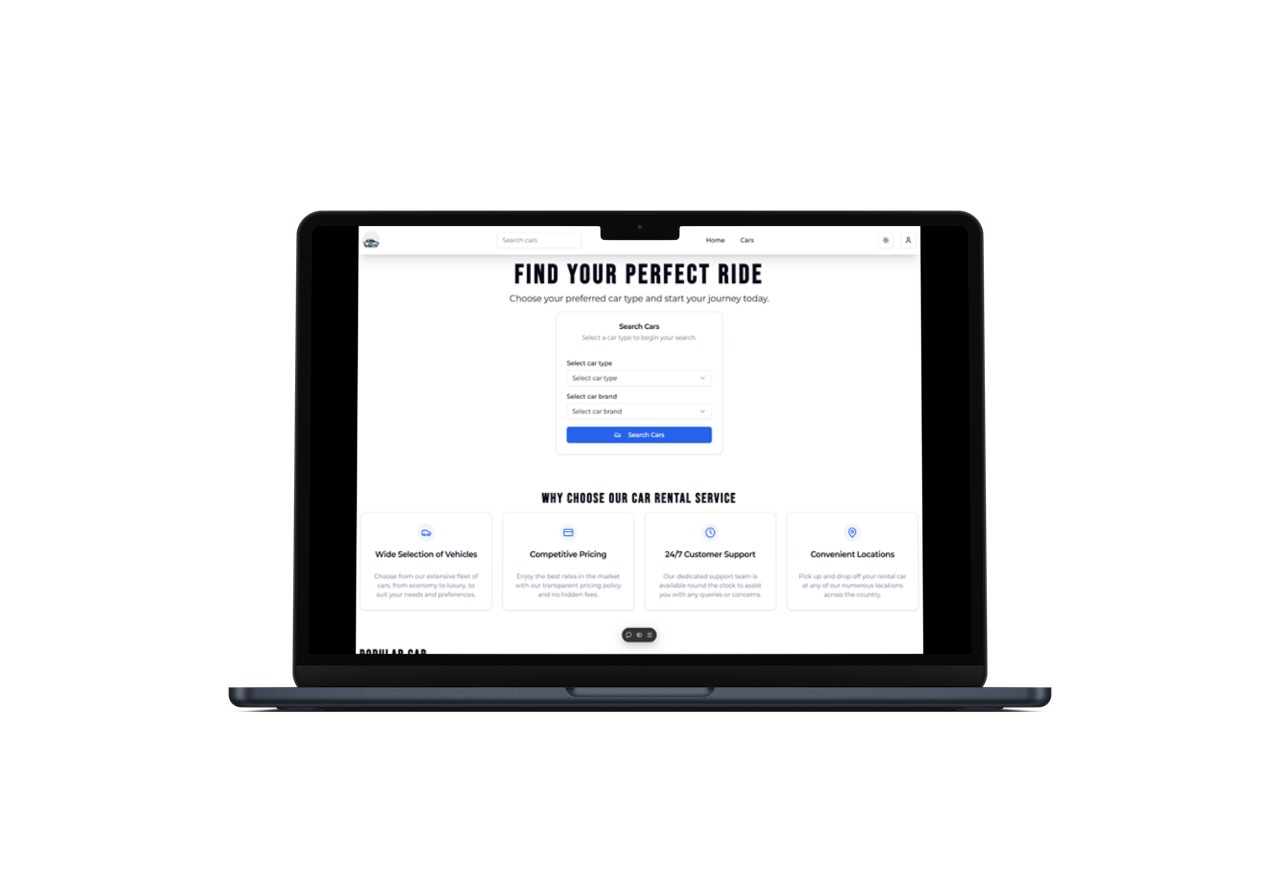 Search cars
Home
Cars
FIND YOUR PERFECT RIDE
Choose your preferred car type and start your journey today.
Search Cars
Select a car type to begin your search.
Select car type
Select car type
Select car brand
Select car brand
Search Cars
WHY CHOOSE OUR CAR RENTAL SERVICE
Wide Selection of Vehicles
Choose from our extensive fleet of
cars, from economy to luxury, to
suit your needs and preferences.
Competitive Pricing
Enjoy the best rates in the market
with our transparent pricing policy
and no hidden fees.
24/7 Customer Support
Our dedicated support team is
available round the clock to assist
you with any queries or concerns.
Convenient Locations
Pick up and drop off your rental car
at any of our numerous locations
across the country.
POPULAR CAR